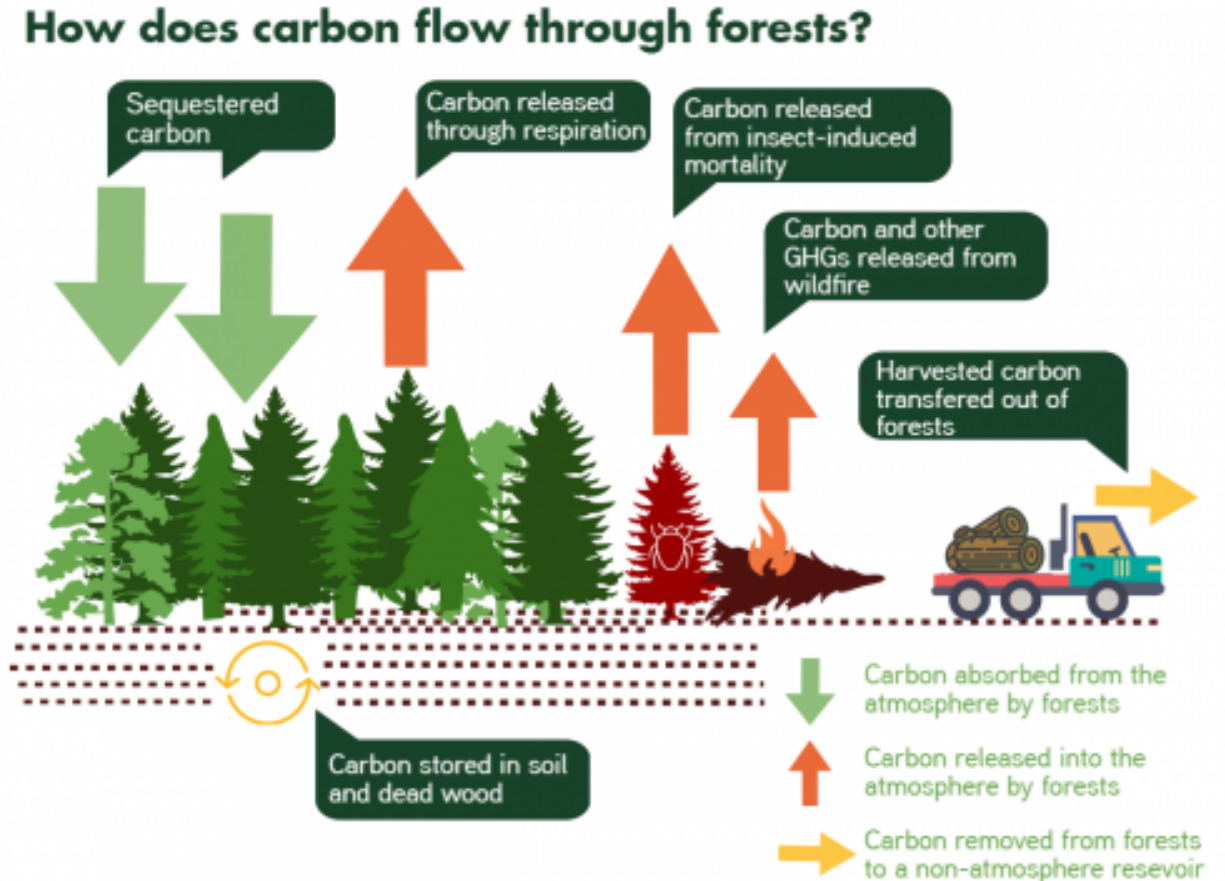 How does carbon flow through forests?
Sequestered
carbon
Carbon released
through respiration
Carbon released
from insect-induced
mortality
Carbon and other
GHGs released from
wildfire
Harvested carbon
transfered out of
forests
Carbon stored in soil
and dead wood
Carbon absorbed from the
atmosphere by forests
Carbon released into the
atmosphere by forests
Carbon removed from forests
to a non-atmosphere resevoir